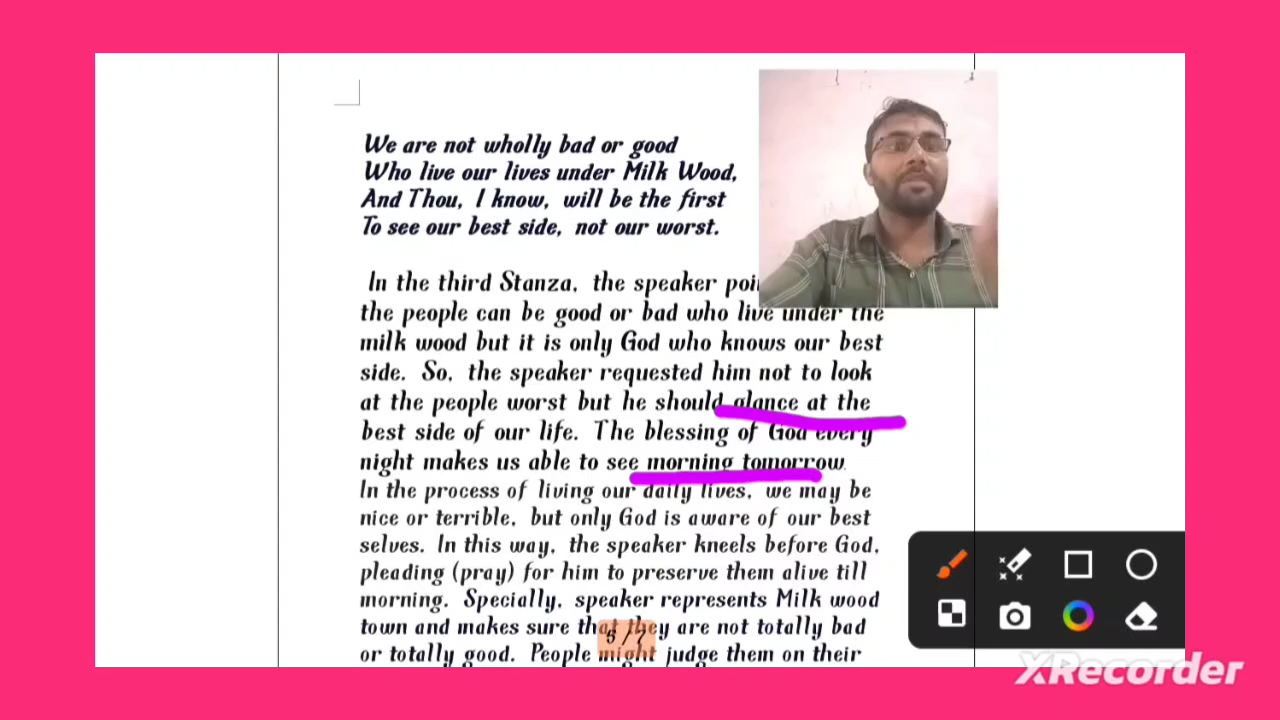 We are not wholly bad or good
Who live our lives under Milk Wood,
And Thou, I know, will be the first
To see our best side, not our worst.
In the third Stanza, the speaker
the people can be good or bad who live under the
milk wood but it is only God who knows our best
side. So, the speaker requested him not to look
at the people worst but he should glance at the
best side of our life. The blessing of God every
night makes us able to see morning tomorrow.
In the process of living our daily lives, we may be
nice or terrible, but only God is aware of our best
selves. In this way, the speaker kneels before God,
pleading (pray) for him to preserve them alive till
morning. Specially, speaker represents Milk wood
town and makes sure that they are not totally bad
5 / 7
or totally good. People might judge them on their
XRecorder